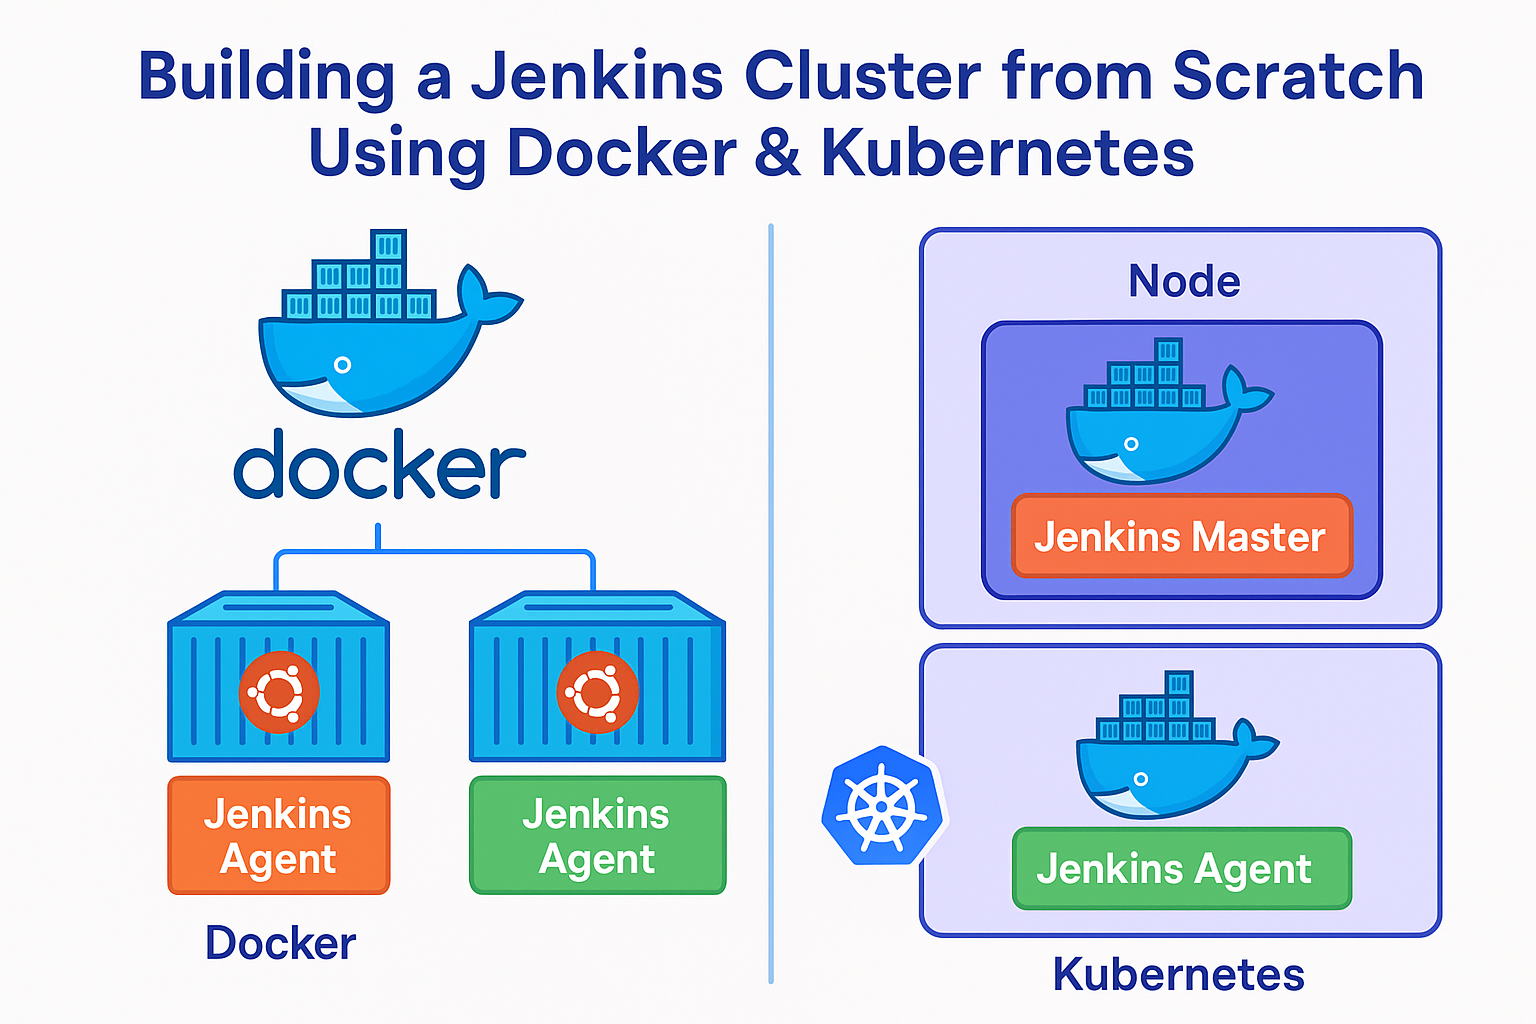 Building a Jenkins Cluster from Scratch
Using Docker & Kubernetes
docker
Jenkins
Agent
Jenkins
Agent
Docker
Node
Jenkins Master
Jenkins Agent
Kubernetes